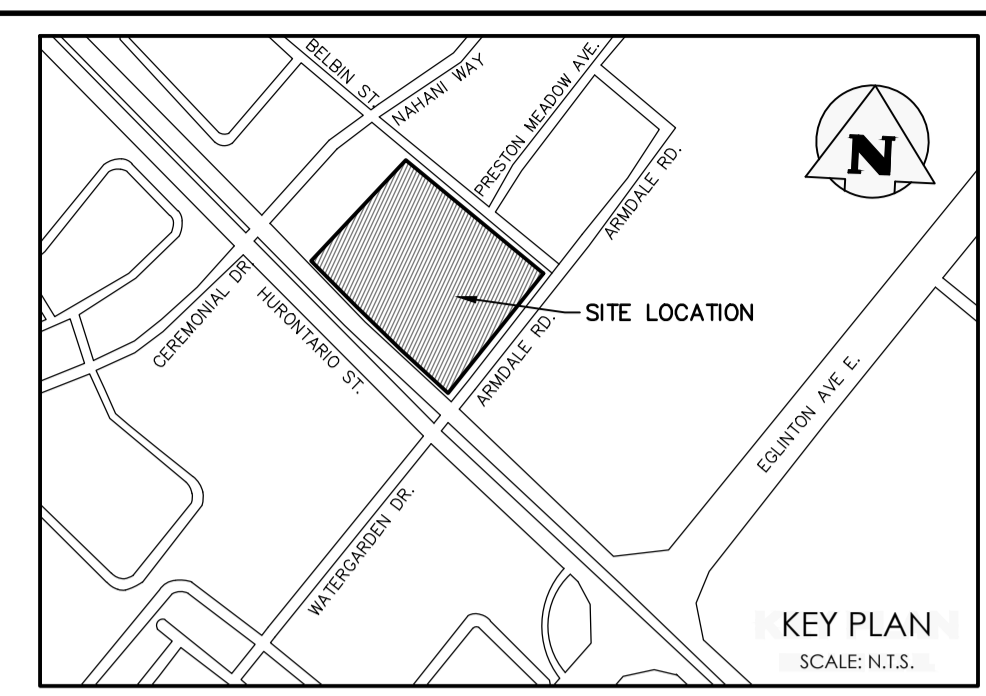 BELBIN ST.
NAHANI WAY
PRESTON MEADOW AVE.
ARMDALE RD.
N
CEREMONIAL DR.
HURONTARIO ST.
SITE LOCATION
ARMDALE RD.
EGLINTON AVE E.
WATERGARDEN DR.
KEY PLAN
SCALE: N.T.S.